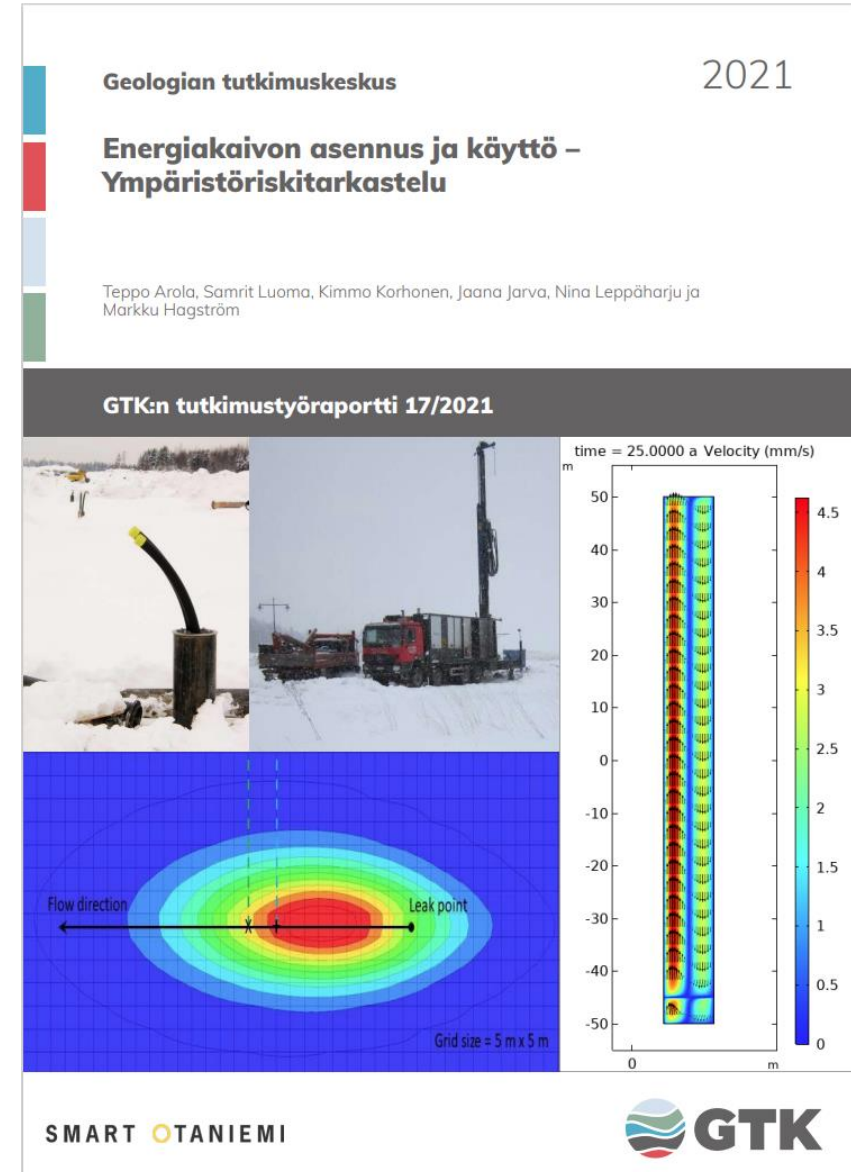 Geologian tutkimuskeskus
2021
Energiakaivon asennus ja käyttö –
Ympäristöriskitarkastelu
Teppo Arola, Samrit Luoma, Kimmo Korhonen, Jaana Jarva, Nina Leppäharju ja
Markku Hagström
GTK:n tutkimustyöraportti 17/2021
time = 25.0000 a Velocity (mm/s)
m
50
40
30
20
10
0
-10
-20
-30
-40
-50
0
m
4.5
4
3.5
3
2.5
2
1.5
1
0.5
0
Flow direction
X
+
Leak point
Grid size = 5 m x 5 m
SMART OTANIEMI
GTK